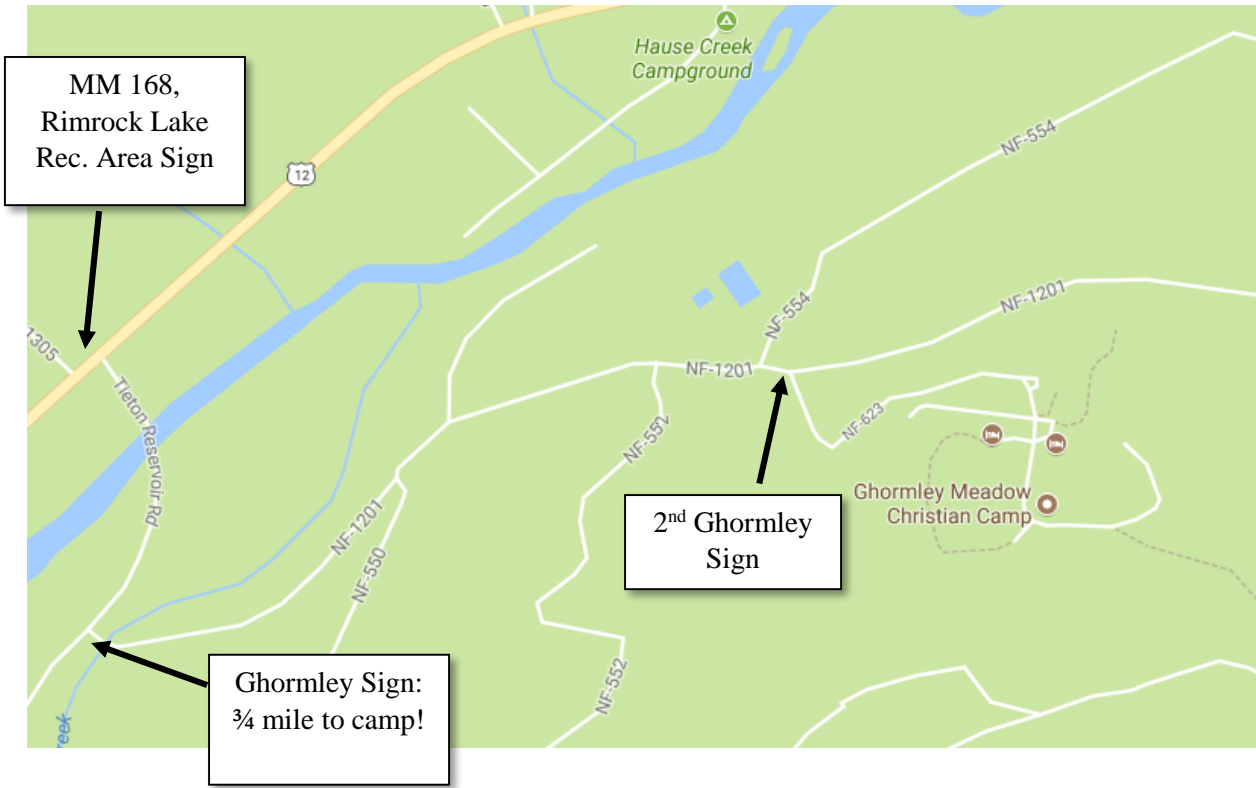 Hause Creek
Campground
MM 168,
Rimrock Lake
Rec. Area Sign
12
NF-554
1305
Tieton Reservoir Rd
NF-554
NF-1201
NF-1201
NF-551
NF-623
Ghormley Meadow
Christian Camp
2nd Ghormley
Sign
NF-1201
NF-550
NF-552
Ghormley Sign:
¾ mile to camp!
reek